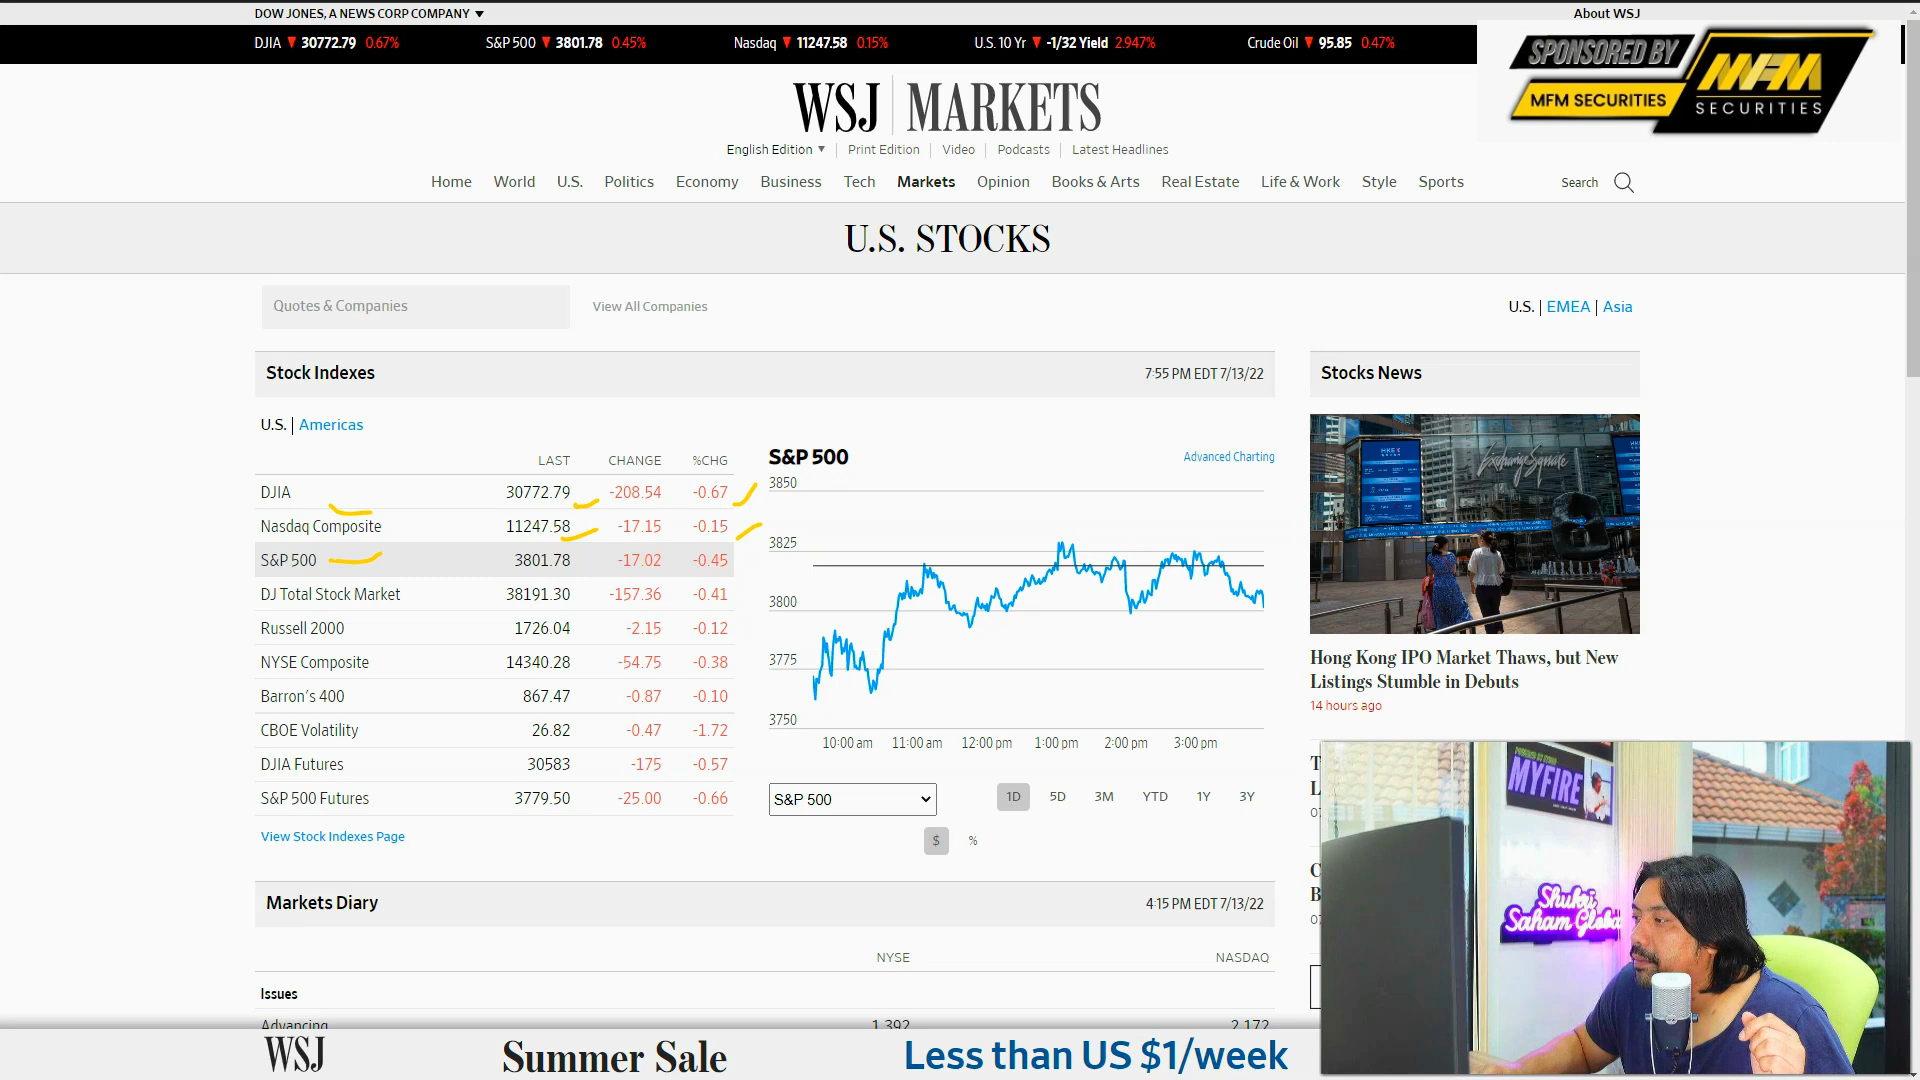 DOW JONES, A NEWS CORP COMPANY ▼
About WSJ
DJIA ▼ 30772.79 0.67%
S&P 500 ▼ 3801.78 0.45%
Nasdaq ▼ 11247.58 0.15%
U.S. 10 Yr ▼ -1/32 Yield 2.947%
Crude Oil ▼ 95.85 0.47%
SPONSORED BY
MFM SECURITIES
MFM
SECURITIES
WSJ | MARKETS
English Edition ▼ | Print Edition | Video | Podcasts | Latest Headlines
Home World U.S. Politics Economy Business Tech Markets Opinion Books & Arts Real Estate Life & Work Style Sports
Search
U.S. STOCKS
Quotes & Companies
View All Companies
U.S. | EMEA | Asia
Stock Indexes
7:55 PM EDT 7/13/22
U.S. | Americas
LAST CHANGE %CHG
DJIA 30772.79 -208.54 -0.67
Nasdaq Composite 11247.58 -17.15 -0.15
S&P 500 3801.78 -17.02 -0.45
DJ Total Stock Market 38191.30 -157.36 -0.41
Russell 2000 1726.04 -2.15 -0.12
NYSE Composite 14340.28 -54.75 -0.38
Barron's 400 867.47 -0.87 -0.10
CBOE Volatility 26.82 -0.47 -1.72
DJIA Futures 30583 -175 -0.57
S&P 500 Futures 3779.50 -25.00 -0.66
View Stock Indexes Page
S&P 500
Advanced Charting
3850
3825
3800
3775
3750
10:00 am 11:00 am 12:00 pm 1:00 pm 2:00 pm 3:00 pm
S&P 500
1D 5D 3M YTD 1Y 3Y
$ %
Stocks News
Exchange Square
Hong Kong IPO Market Thaws, but New
Listings Stumble in Debuts
14 hours ago
T
L
07
C
B
07
Markets Diary
4:15 PM EDT 7/13/22
NYSE NASDAQ
Issues
Advancing 1,392 2,172
WSJ
Summer Sale
Less than US $1/week
MYFIRE
Shukri
Saham Global